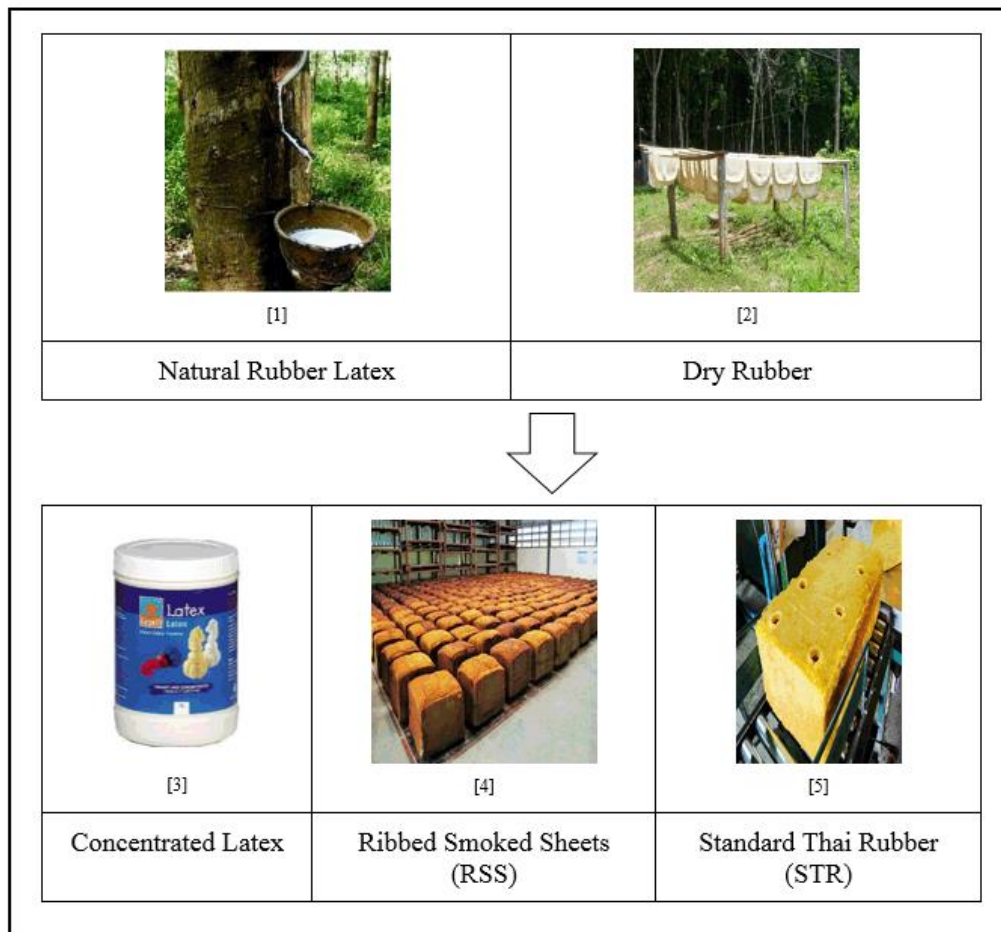 [1]
[2]
Natural Rubber Latex
Dry Rubber
Latex
Latex
[3]
[4]
[5]
Concentrated Latex
Ribbed Smoked Sheets
(RSS)
Standard Thai Rubber
(STR)